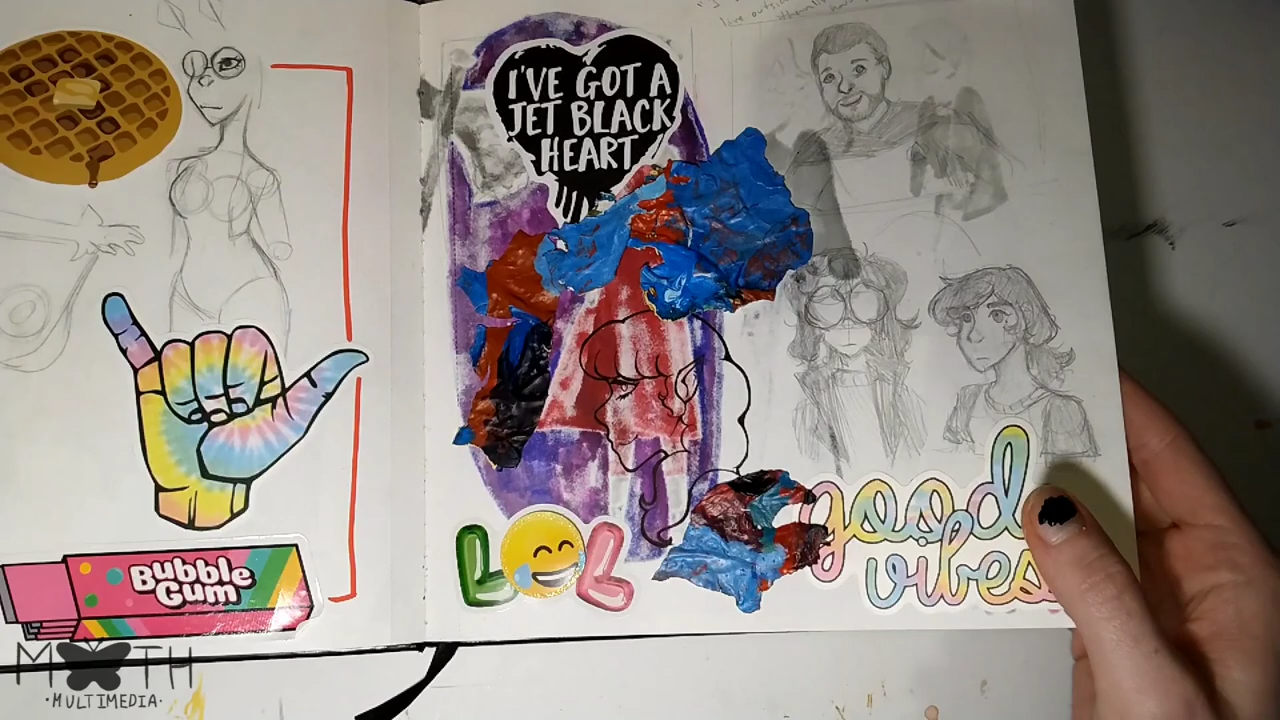 I'VE GOT A
JET BLACK
HEART
LOL
good
vibes
Bubble
Gum
MOTH
•MULTIMEDIA•